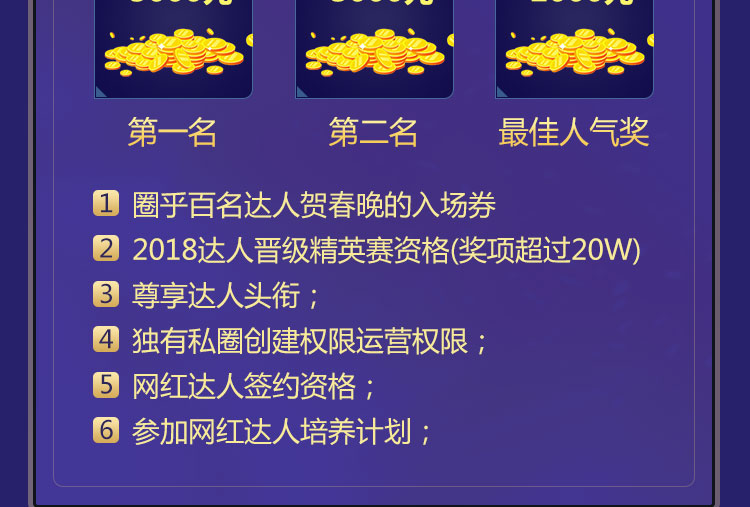 第一名 第二名 最佳人气奖
1 圈乎百名达人贺春晚的入场券
2 2018达人晋级精英赛资格(奖项超过20W)
3 尊享达人头衔；
4 独有私圈创建权限运营权限；
5 网红达人签约资格；
6 参加网红达人培养计划；